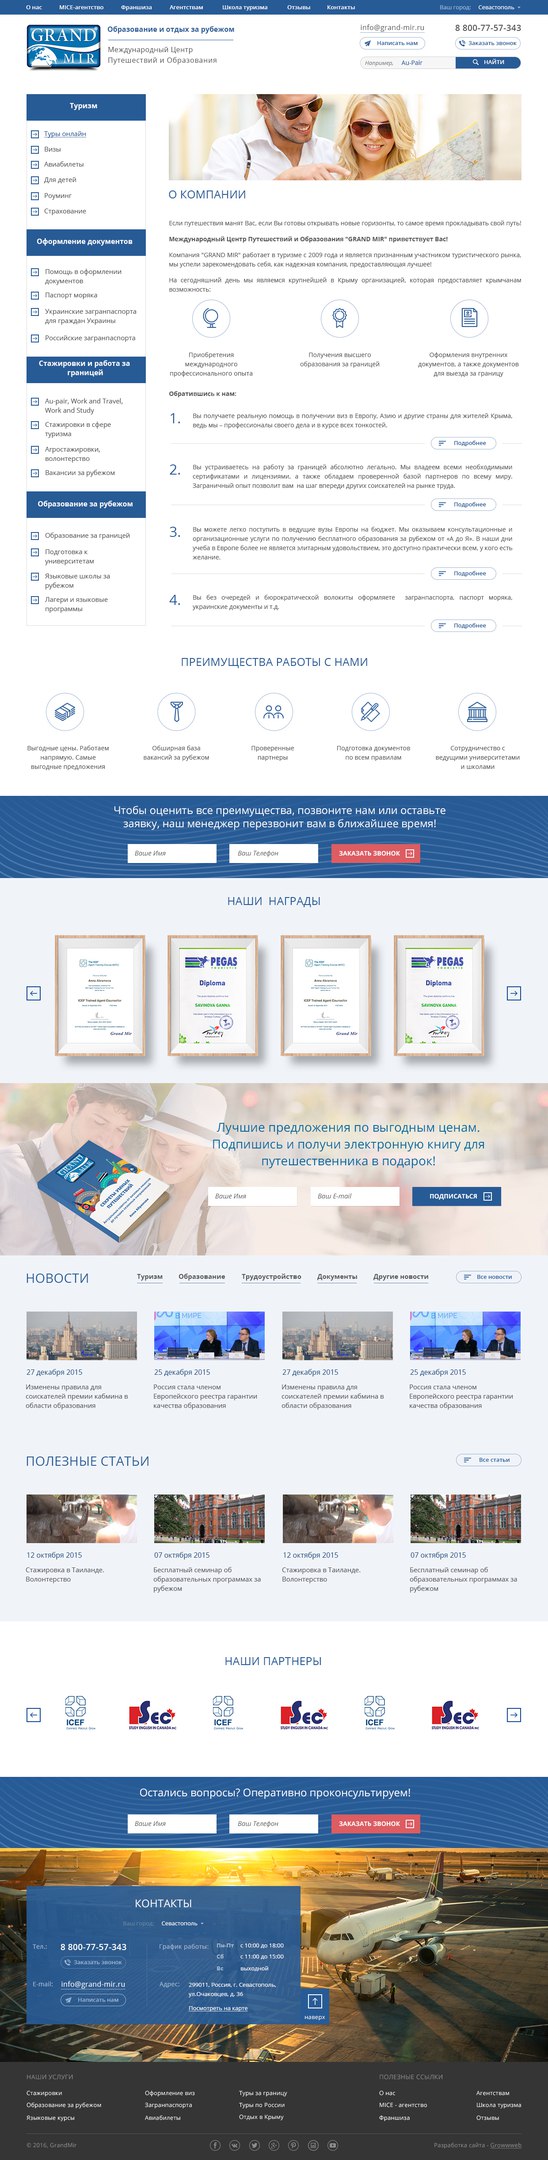 О нас MICE-агентство Франшиза Агентствам Школа туризма Отзывы Контакты Ваш город: Севастополь
GRAND MIR
Образование и отдых за рубежом
Международный Центр
Путешествий и Образования
info@grand-mir.ru 8 800-77-57-343
Написать нам Заказать звонок
Например, Au-Pair НАЙТИ
Туризм
Туры онлайн
Визы
Авиабилеты
Для детей
Роуминг
Страхование
Оформление документов
Помощь в оформлении
документов
Паспорт моряка
Украинские загранпаспорта
для граждан Украины
Российские загранпаспорта
Стажировки и работа за
границей
Au-pair, Work and Travel,
Work and Study
Стажировки в сфере
туризма
Агростажировки,
волонтерство
Вакансии за рубежом
Образование за рубежом
Образование за границей
Подготовка к
университетам
Языковые школы за
рубежом
Лагери и языковые
программы
О КОМПАНИИ
Если путешествия манят Вас, если Вы готовы открывать новые горизонты, то самое время прокладывать свой путь!
Международный Центр Путешествий и Образования "GRAND MIR" приветствует Вас!
Компания "GRAND MIR" работает в туризме с 2009 года и является признанным участником туристического рынка,
мы успели зарекомендовать себя, как надежная компания, предоставляющая лучшее!
На сегодняшний день мы являемся крупнейшей в Крыму организацией, которая предоставляет крымчанам
возможность:
Приобретения
международного
профессионального опыта
Получения высшего
образования за границей
Оформления внутренних
документов, а также документов
для выезда за границу
Обратившись к нам:
1. Вы получаете реальную помощь в получении виз в Европу, Азию и другие страны для жителей Крыма,
ведь мы – профессионалы своего дела и в курсе всех тонкостей.
Подробнее
2. Вы устраиваетесь на работу за границей абсолютно легально. Мы владеем всеми необходимыми
сертификатами и лицензиями, а также обладаем проверенной базой партнеров по всему миру.
Заграничный опыт позволит вам на шаг впереди других соискателей на рынке труда.
Подробнее
3. Вы можете легко поступить в ведущие вузы Европы на бюджет. Мы оказываем консультационные и
организационные услуги по получению бесплатного образования за рубежом от «А до Я». В наши дни
учеба в Европе более не является элитарным удовольствием, это доступно практически всем, у кого есть
желание.
Подробнее
4. Вы без очередей и бюрократической волокиты оформляете загранпаспорта, паспорт моряка,
украинские документы и т.д.
Подробнее
ПРЕИМУЩЕСТВА РАБОТЫ С НАМИ
Выгодные цены. Работаем
напрямую. Самые
выгодные предложения
Обширная база
вакансий за рубежом
Проверенные
партнеры
Подготовка документов
по всем правилам
Сотрудничество с
ведущими университетами
и школами
Чтобы оценить все преимущества, позвоните нам или оставьте
заявку, наш менеджер перезвонит вам в ближайшее время!
Ваше Имя Ваш Телефон ЗАКАЗАТЬ ЗВОНОК
НАШИ НАГРАДЫ
ICEF Trained Agent Counsellor
Grand Mir
PEGAS
TOURISTIK
Diploma
SAVINOVA GANNA
ICEF Trained Agent Counsellor
Grand Mir
PEGAS
TOURISTIK
Diploma
SAVINOVA GANNA
Лучшие предложения по выгодным ценам.
Подпишись и получи электронную книгу для
путешественника в подарок!
GRAND MIR
СЕКРЕТЫ УМНЫХ
ПУТЕШЕСТВИЙ
Ваше Имя Ваш E-mail ПОДПИСАТЬСЯ
НОВОСТИ Туризм Образование Трудоустройство Документы Другие новости Все новости
27 декабря 2015
Изменены правила для
соискателей премии кабмина в
области образования
В МИРЕ
25 декабря 2015
Россия стала членом
Европейского реестра гарантии
качества образования
27 декабря 2015
Изменены правила для
соискателей премии кабмина в
области образования
В МИРЕ
25 декабря 2015
Россия стала членом
Европейского реестра гарантии
качества образования
ПОЛЕЗНЫЕ СТАТЬИ Все статьи
12 октября 2015
Стажировка в Таиланде.
Волонтерство
07 октября 2015
Бесплатный семинар об
образовательных программах за
рубежом
12 октября 2015
Стажировка в Таиланде.
Волонтерство
07 октября 2015
Бесплатный семинар об
образовательных программах за
рубежом
НАШИ ПАРТНЕРЫ
ICEF SEC ICEF SEC ICEF SEC
STUDY ENGLISH IN CANADA INC STUDY ENGLISH IN CANADA INC STUDY ENGLISH IN CANADA INC
Остались вопросы? Оперативно проконсультируем!
Ваше Имя Ваш Телефон ЗАКАЗАТЬ ЗВОНОК
КОНТАКТЫ
Ваш город: Севастополь
Тел.: 8 800-77-57-343
Заказать звонок
E-mail: info@grand-mir.ru
Написать нам
График работы: Пн-Пт с 10:00 до 18:00
Сб с 11:00 до 15:00
Вс выходной
Адрес: 299011, Россия, г. Севастополь,
ул.Очаковцев, д. 36
Посмотреть на карте
наверх
НАШИ УСЛУГИ
Стажировки Оформление виз Туры за границу
Образование за рубежом Загранпаспорта Туры по России
Языковые курсы Авиабилеты Отдых в Крыму
ПОЛЕЗНЫЕ ССЫЛКИ
О нас Агентствам
MICE - агентство Школа туризма
Франшиза Отзывы
© 2016, GrandMir
Разработка сайта - Growwweb